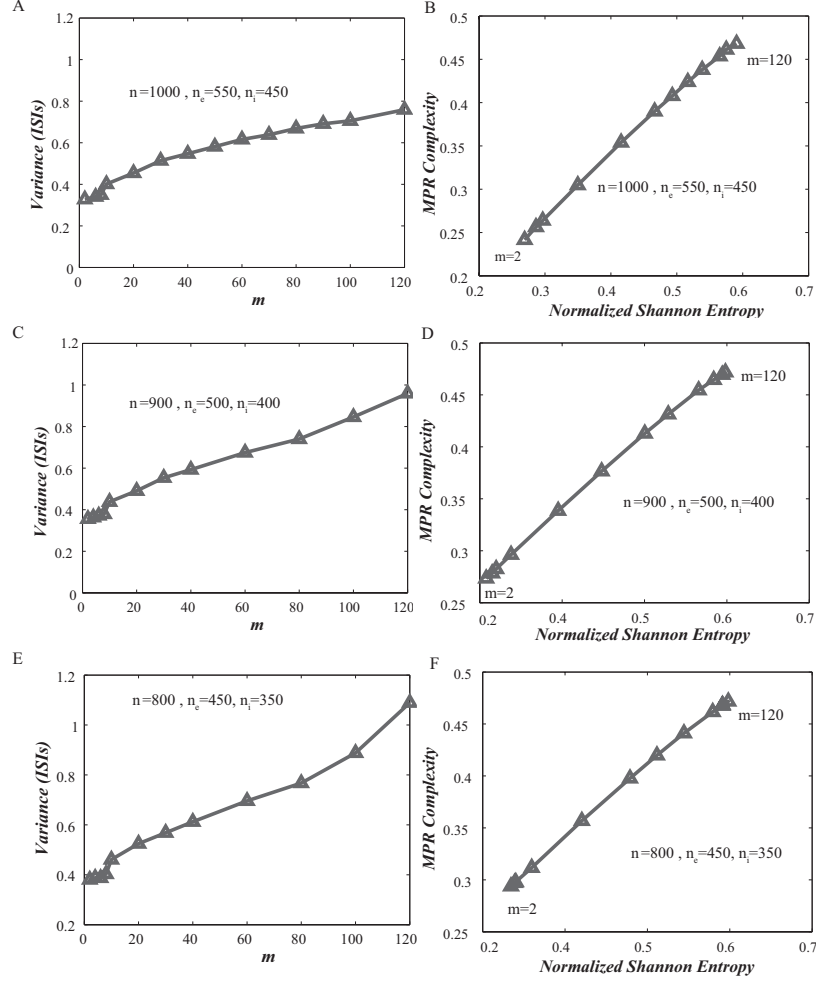 A
1.2
1
0.8
0.6
0.4
0.2
0
Variance (ISIs)
n=1000 , ne=550, ni=450
0 20 40 60 80 100 120
m
B
0.5
0.45
0.4
0.35
0.3
0.25
0.2
MPR Complexity
m=120
n=1000 , ne=550, ni=450
m=2
0.2 0.3 0.4 0.5 0.6 0.7
Normalized Shannon Entropy
C
1.2
1
0.8
0.6
0.4
0.2
0
Variance (ISIs)
n=900 , ne=500, ni=400
0 20 40 60 80 100 120
m
D
0.5
0.45
0.4
0.35
0.3
0.25
MPR Complexity
m=120
n=900 , ne=500, ni=400
m=2
0.2 0.4 0.5 0.6 0.7
Normalized Shannon Entropy
E
1.2
1
0.8
0.6
0.4
0.2
Variance (ISIs)
n=800 , ne=450, ni=350
0 20 40 60 80 100 120
m
F
0.5
0.45
0.4
0.35
0.3
0.25
MPR Complexity
m=120
n=800 , ne=450, ni=350
m=2
0.2 0.4 0.5 0.6 0.7
Normalized Shannon Entropy